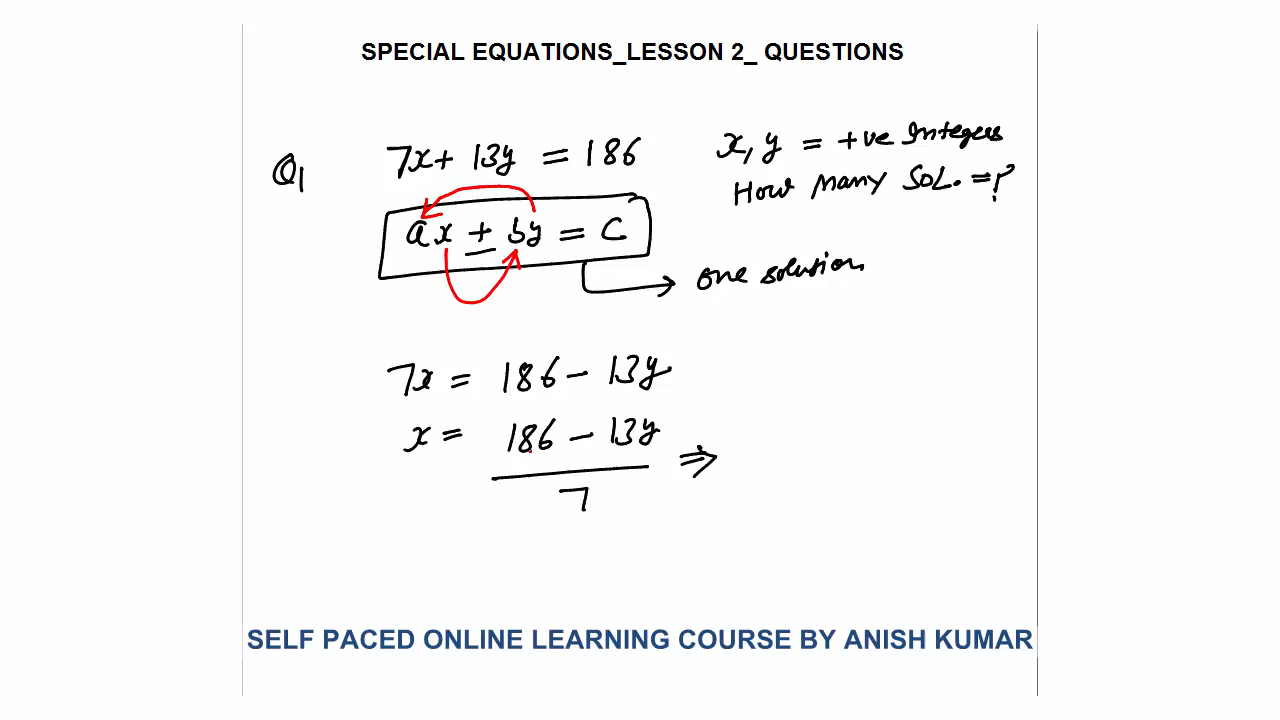 SPECIAL EQUATIONS_LESSON 2_ QUESTIONS
Q1 7x + 13y = 186
x, y = +ve Integers
How many SOL. = ?
ax + by = C
one solution
7x = 186 - 13y
x = 186 - 13y ⇒
7
SELF PACED ONLINE LEARNING COURSE BY ANISH KUMAR